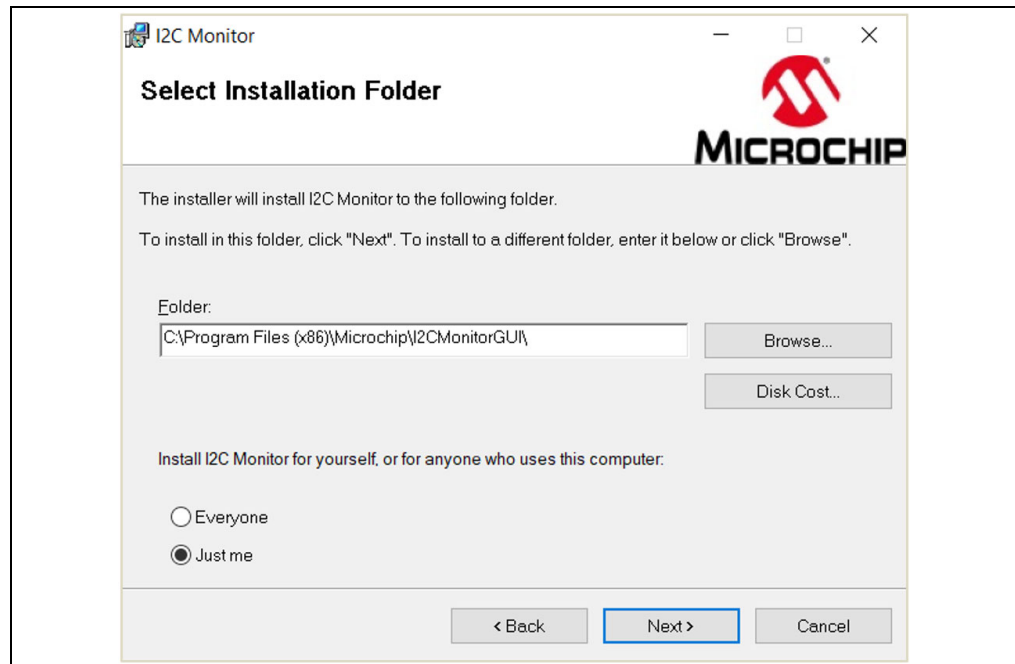 I2C Monitor
Select Installation Folder
MICROCHIP
The installer will install I2C Monitor to the following folder.
To install in this folder, click "Next". To install to a different folder, enter it below or click "Browse".
Folder:
C:\Program Files (x86)\Microchip\I2CMonitorGUI\
Browse...
Disk Cost...
Install I2C Monitor for yourself, or for anyone who uses this computer:
Everyone
Just me
< Back
Next >
Cancel